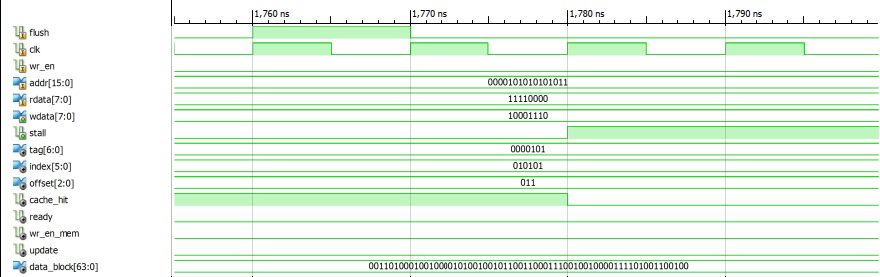 1,760 ns 1,770 ns 1,780 ns 1,790 ns
flush
clk
wr_en
addr[15:0] 0000101010101011
rdata[7:0] 11110000
wdata[7:0] 10001110
stall
tag[6:0] 0000101
index[5:0] 010101
offset[2:0] 011
cache_hit
ready
wr_en_mem
update
data_block[63:0] 0011010001001000010100100101100110001110010010000111101001100100